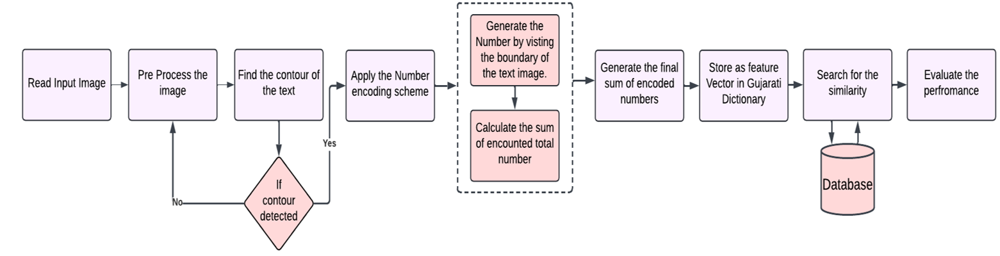 Read Input Image
Pre Process the
image
Find the contour of
the text
If
contour
detected
No
Yes
Apply the Number
encoding scheme
Generate the
Number by visting
the boundary of
the text image.
Calculate the sum
of encounted total
number
Generate the final
sum of encoded
numbers
Store as feature
Vector in Gujarati
Dictionary
Search for the
similarity
Database
Evaluate the
perfromance